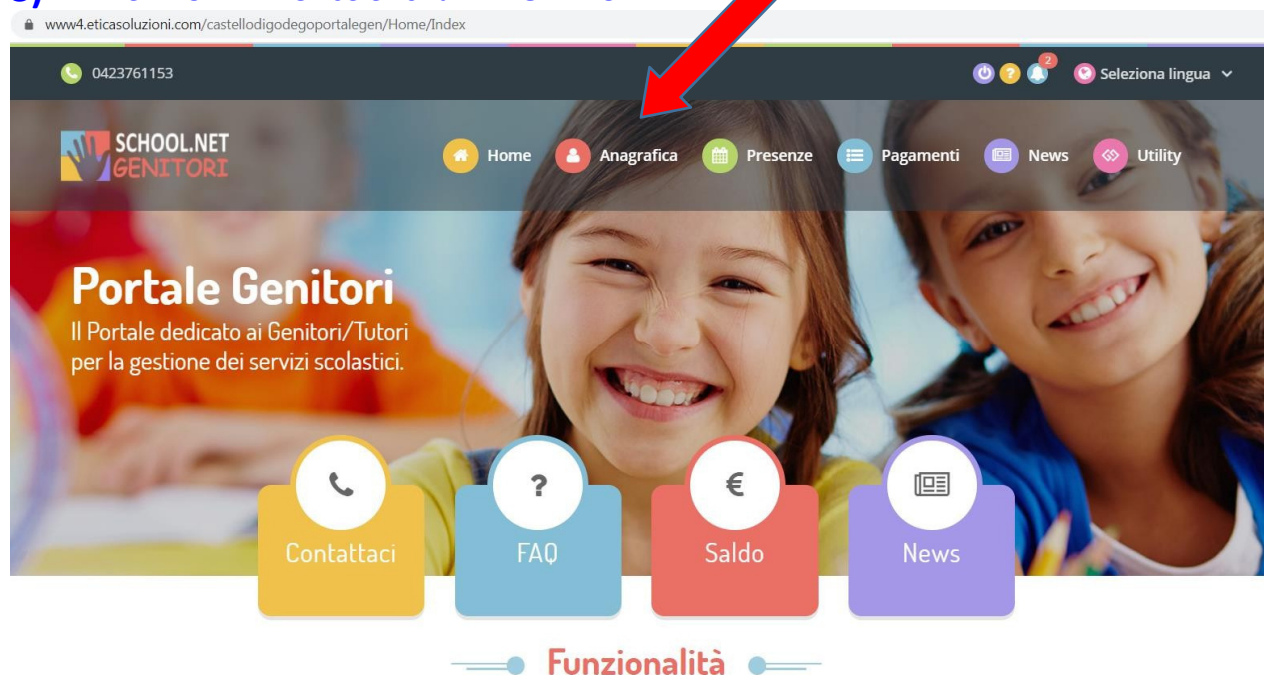 www4.eticasoluzioni.com/castellodigodegoportalegen/Home/Index
0423761153
2
Seleziona lingua
SCHOOL.NET
GENITORI
Home
Anagrafica
Presenze
Pagamenti
News
Utility
Portale Genitori
Il Portale dedicato ai Genitori/Tutori
per la gestione dei servizi scolastici.
Contattaci
FAQ
Saldo
News
Funzionalità